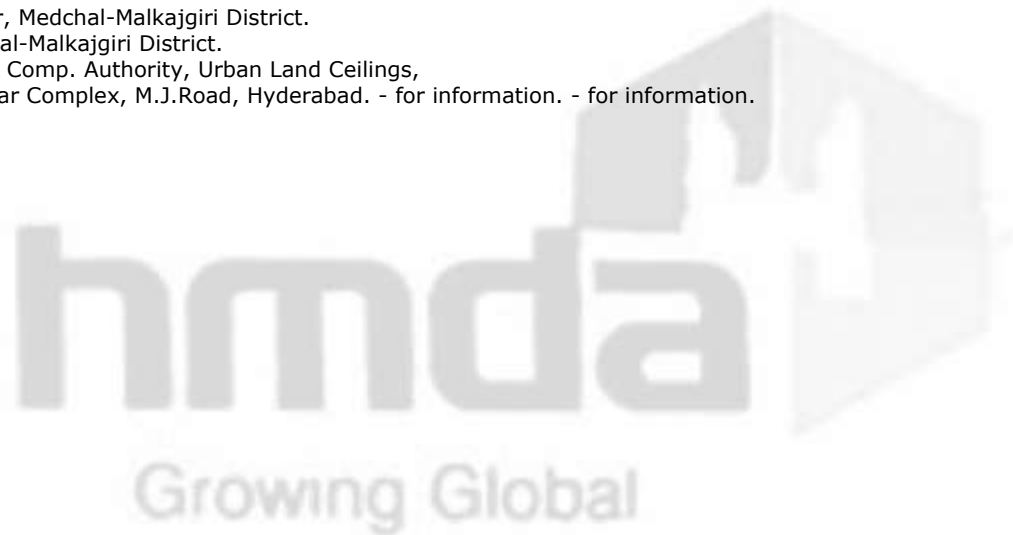 r, Medchal-Malkajgiri District.
al-Malkajgiri District.
Comp. Authority, Urban Land Ceilings,
ar Complex, M.J.Road, Hyderabad. - for information. - for information.
hmda
Growing Global